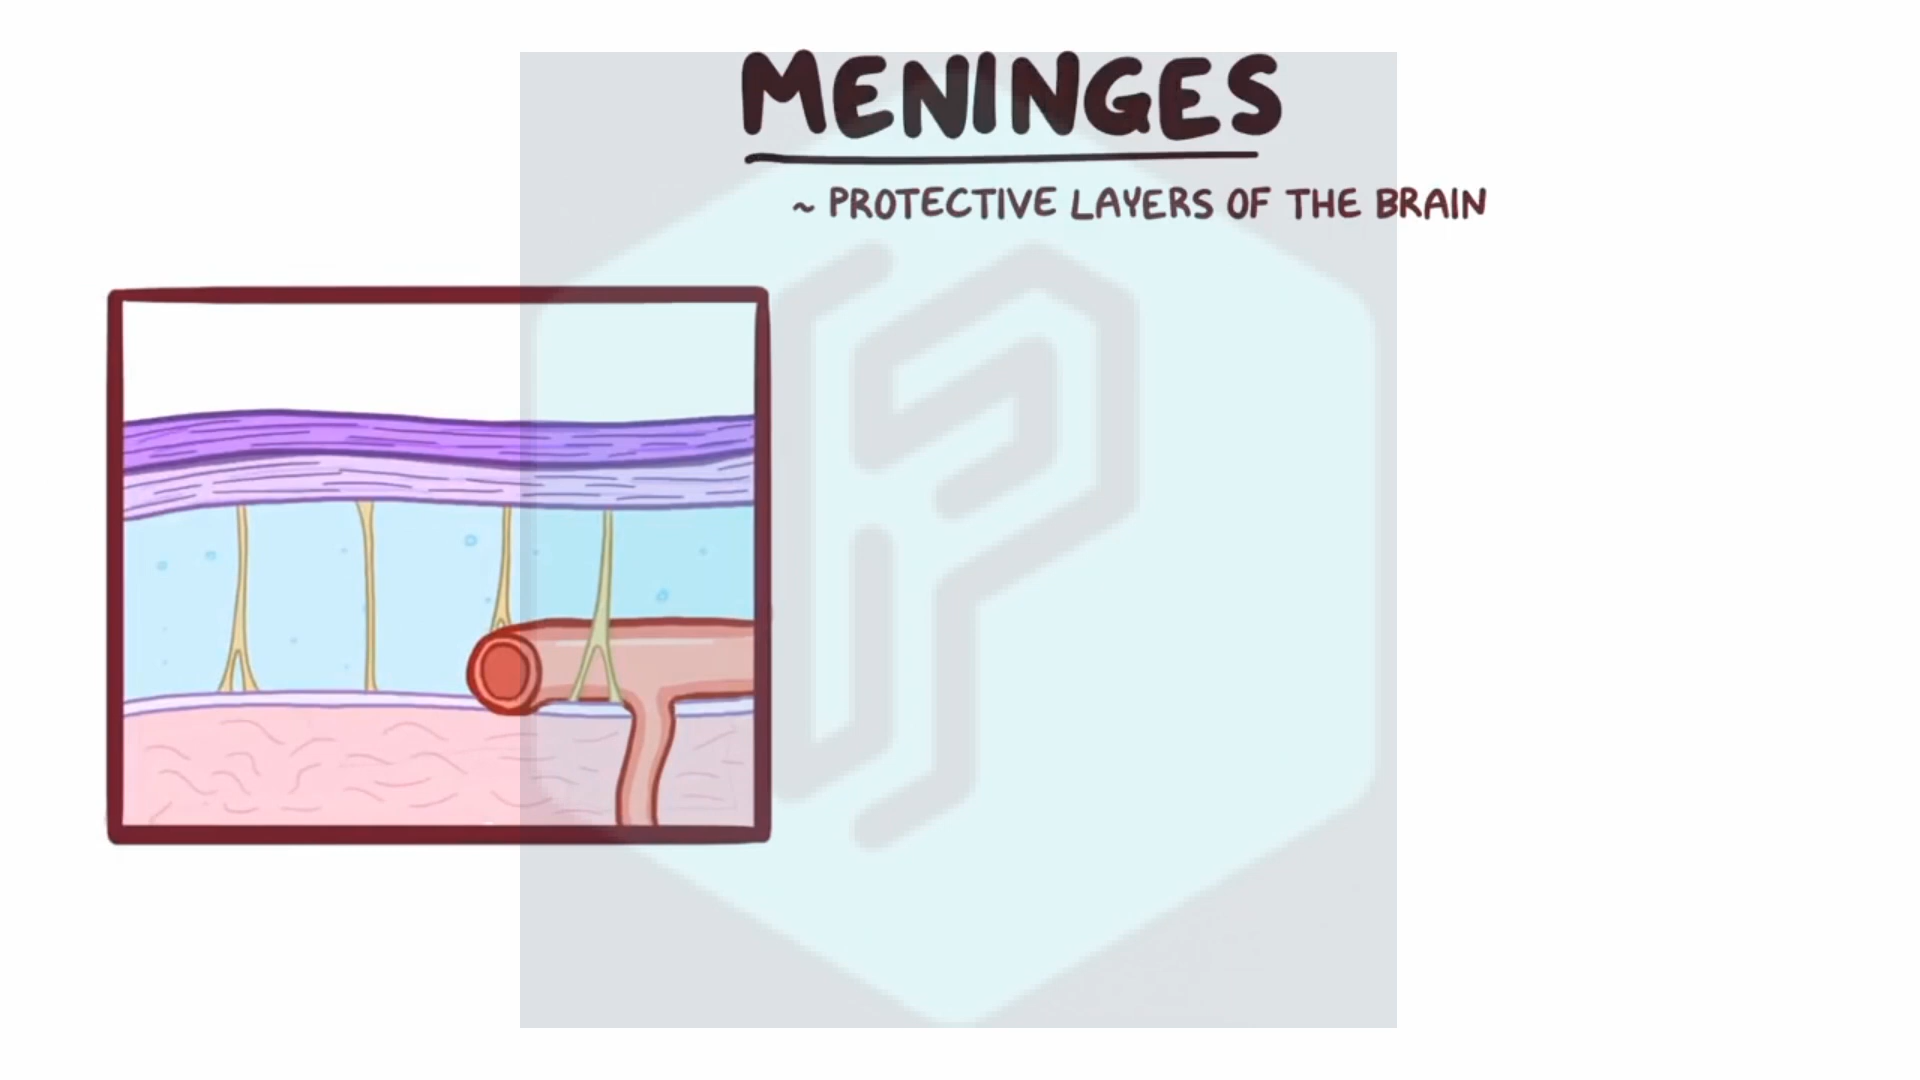 MENINGES
~ PROTECTIVE LAYERS OF THE BRAIN